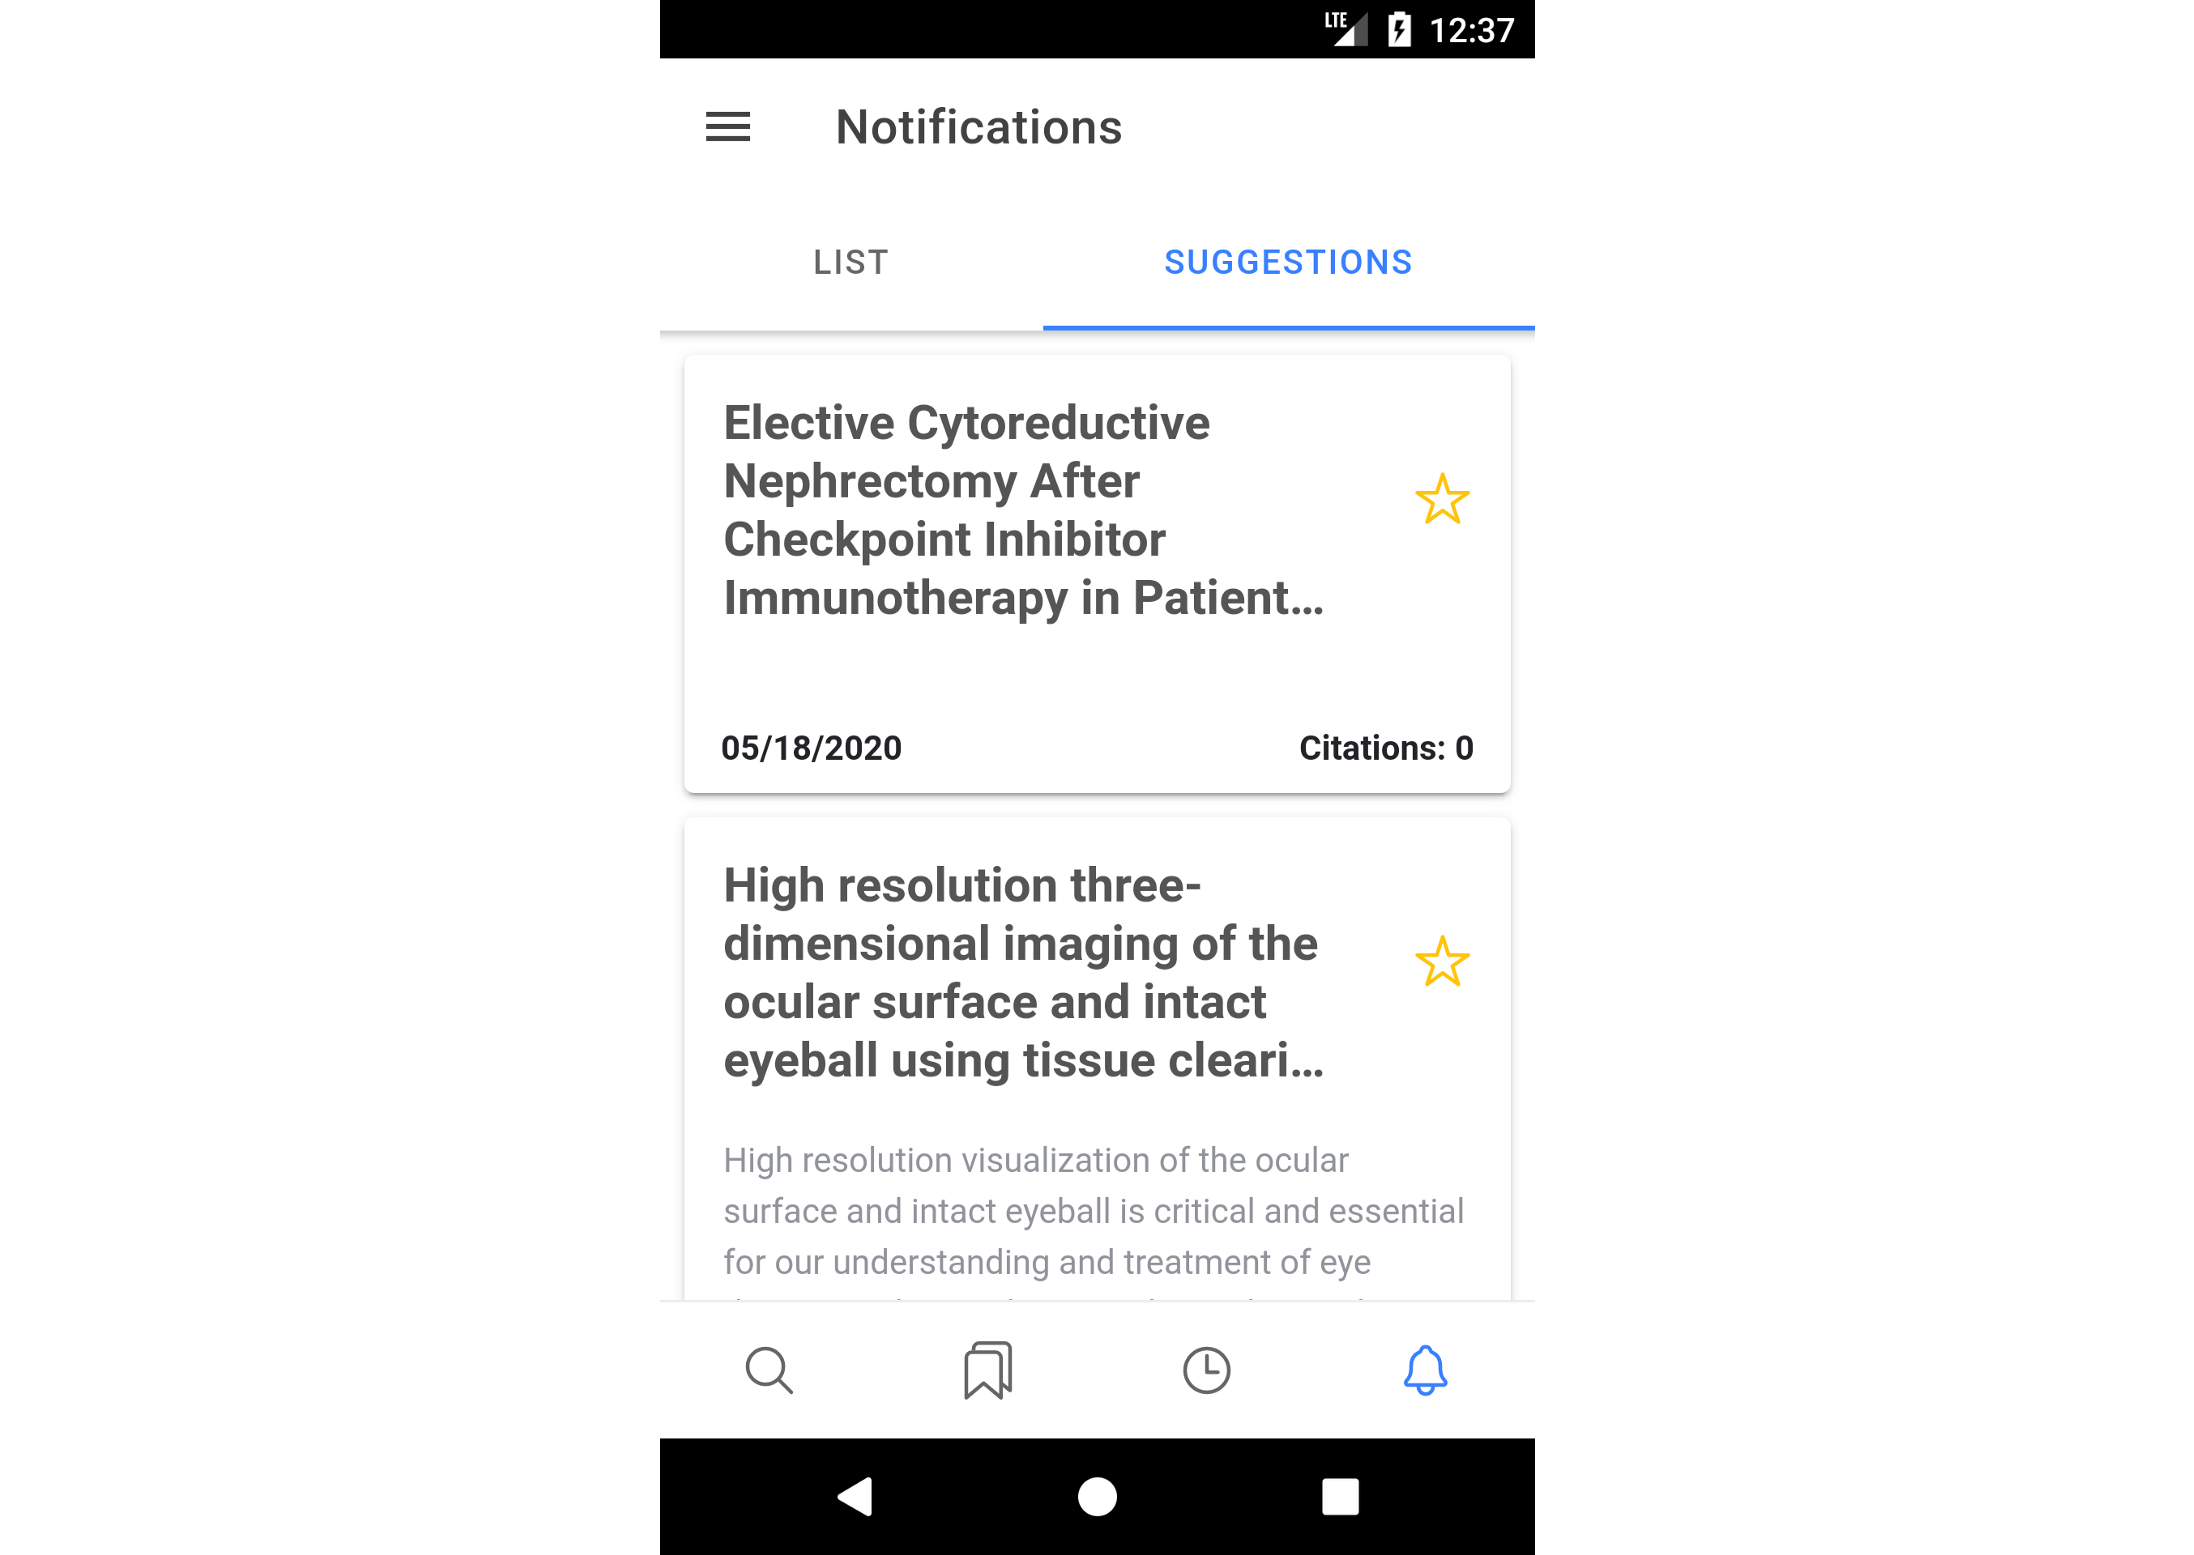 LTE 12:37
Notifications
LIST SUGGESTIONS
Elective Cytoreductive
Nephrectomy After
Checkpoint Inhibitor
Immunotherapy in Patient…
05/18/2020 Citations: 0
High resolution three-
dimensional imaging of the
ocular surface and intact
eyeball using tissue cleari…
High resolution visualization of the ocular
surface and intact eyeball is critical and essential
for our understanding and treatment of eye